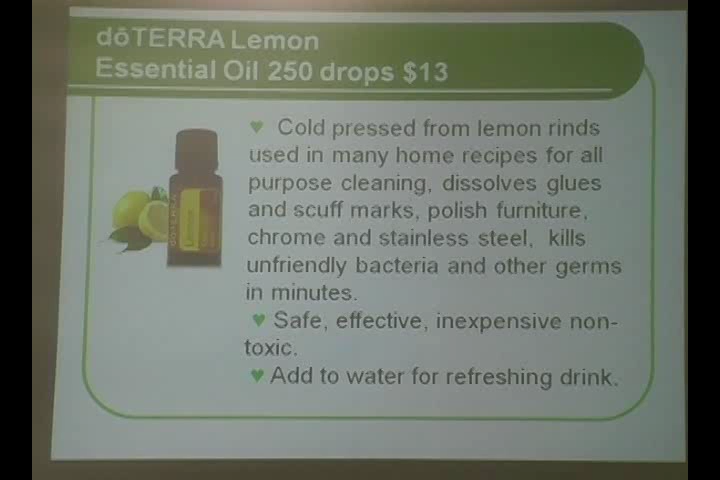 dōTERRA Lemon
Essential Oil 250 drops $13
♥ Cold pressed from lemon rinds
used in many home recipes for all
purpose cleaning, dissolves glues
and scuff marks, polish furniture,
chrome and stainless steel, kills
unfriendly bacteria and other germs
in minutes.
♥ Safe, effective, inexpensive non-
toxic.
♥ Add to water for refreshing drink.
dōTERRA
Lemon